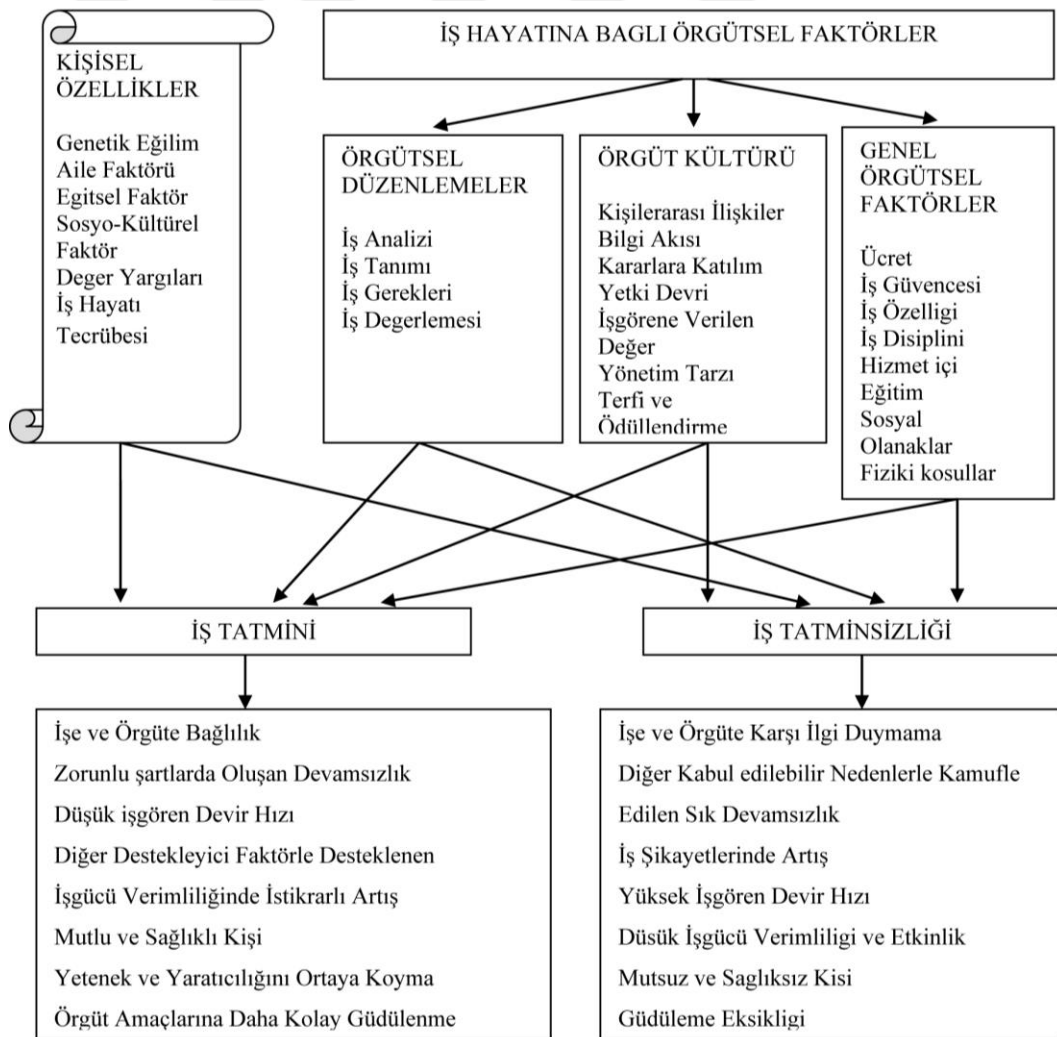 KİŞİSEL
ÖZELLİKLER
Genetik Eğilim
Aile Faktörü
Egitsel Faktör
Sosyo-Kültürel
Faktör
Deger Yargıları
İş Hayatı
Tecrübesi
İŞ HAYATINA BAGLI ÖRGÜTSEL FAKTÖRLER
ÖRGÜTSEL
DÜZENLEMELER
İş Analizi
İş Tanımı
İş Gerekleri
İş Degerlemesi
ÖRGÜT KÜLTÜRÜ
Kişilerarası İlişkiler
Bilgi Akısı
Kararlara Katılım
Yetki Devri
İşgörene Verilen
Değer
Yönetim Tarzı
Terfi ve
Ödüllendirme
GENEL
ÖRGÜTSEL
FAKTÖRLER
Ücret
İş Güvencesi
İş Özelligi
İş Disiplini
Hizmet içi
Eğitim
Sosyal
Olanaklar
Fiziki kosullar
İŞ TATMİNİ
İŞ TATMİNSİZLİĞİ
İşe ve Örgüte Bağlılık
Zorunlu şartlarda Oluşan Devamsızlık
Düşük işgören Devir Hızı
Diğer Destekleyici Faktörle Desteklenen
İşgücü Verimliliğinde İstikrarlı Artış
Mutlu ve Sağlıklı Kişi
Yetenek ve Yaratıcılığını Ortaya Koyma
Örgüt Amaçlarına Daha Kolay Güdülenme
İşe ve Örgüte Karşı İlgi Duymama
Diğer Kabul edilebilir Nedenlerle Kamufle
Edilen Sık Devamsızlık
İş Şikayetlerinde Artış
Yüksek İşgören Devir Hızı
Düsük İşgücü Verimliligi ve Etkinlik
Mutsuz ve Saglıksız Kisi
Güdüleme Eksikligi